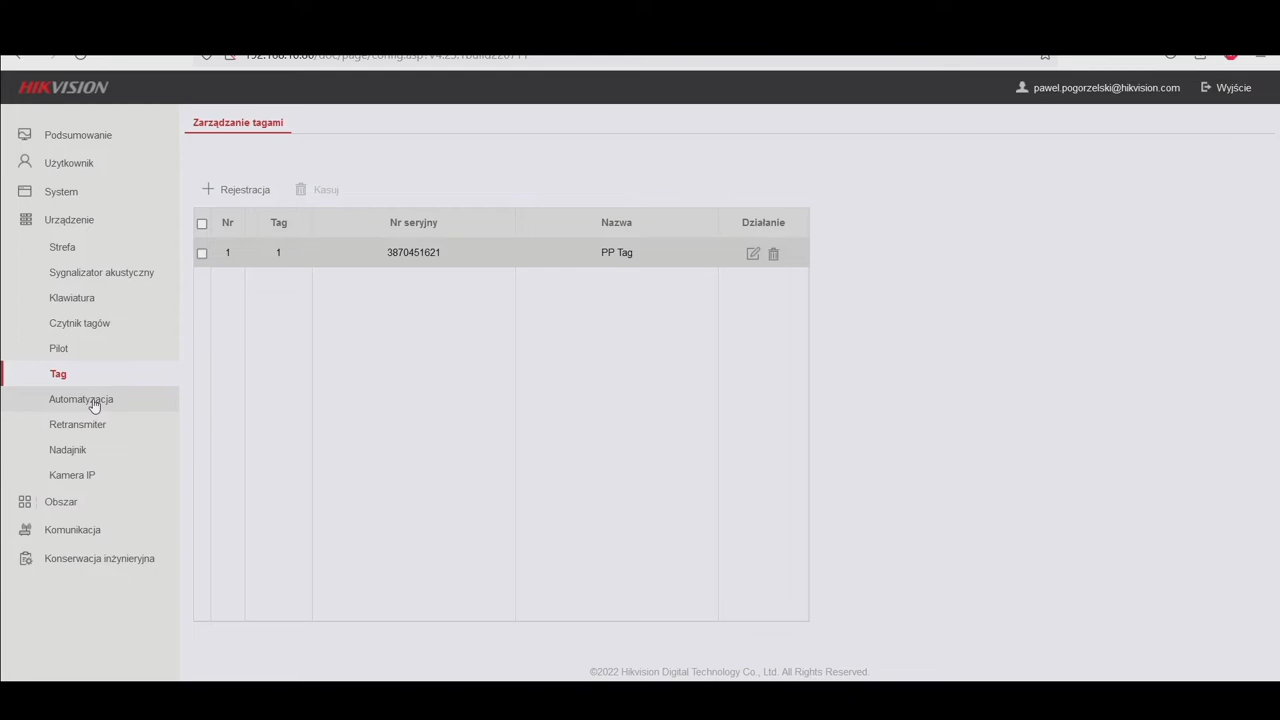 HIKVISION
pawel.pogorzelski@hikvision.com
Wyjście
Podsumowanie
Użytkownik
System
Urządzenie
Strefa
Sygnalizator akustyczny
Klawiatura
Czytnik tagów
Pilot
Tag
Automatyzacja
Retransmiter
Nadajnik
Kamera IP
Obszar
Komunikacja
Konserwacja inżynieryjna
Zarządzanie tagami
Rejestracja Kasuj
Nr Tag Nr seryjny Nazwa Działanie
1 1 3870451621 PP Tag
©2022 Hikvision Digital Technology Co., Ltd. All Rights Reserved.